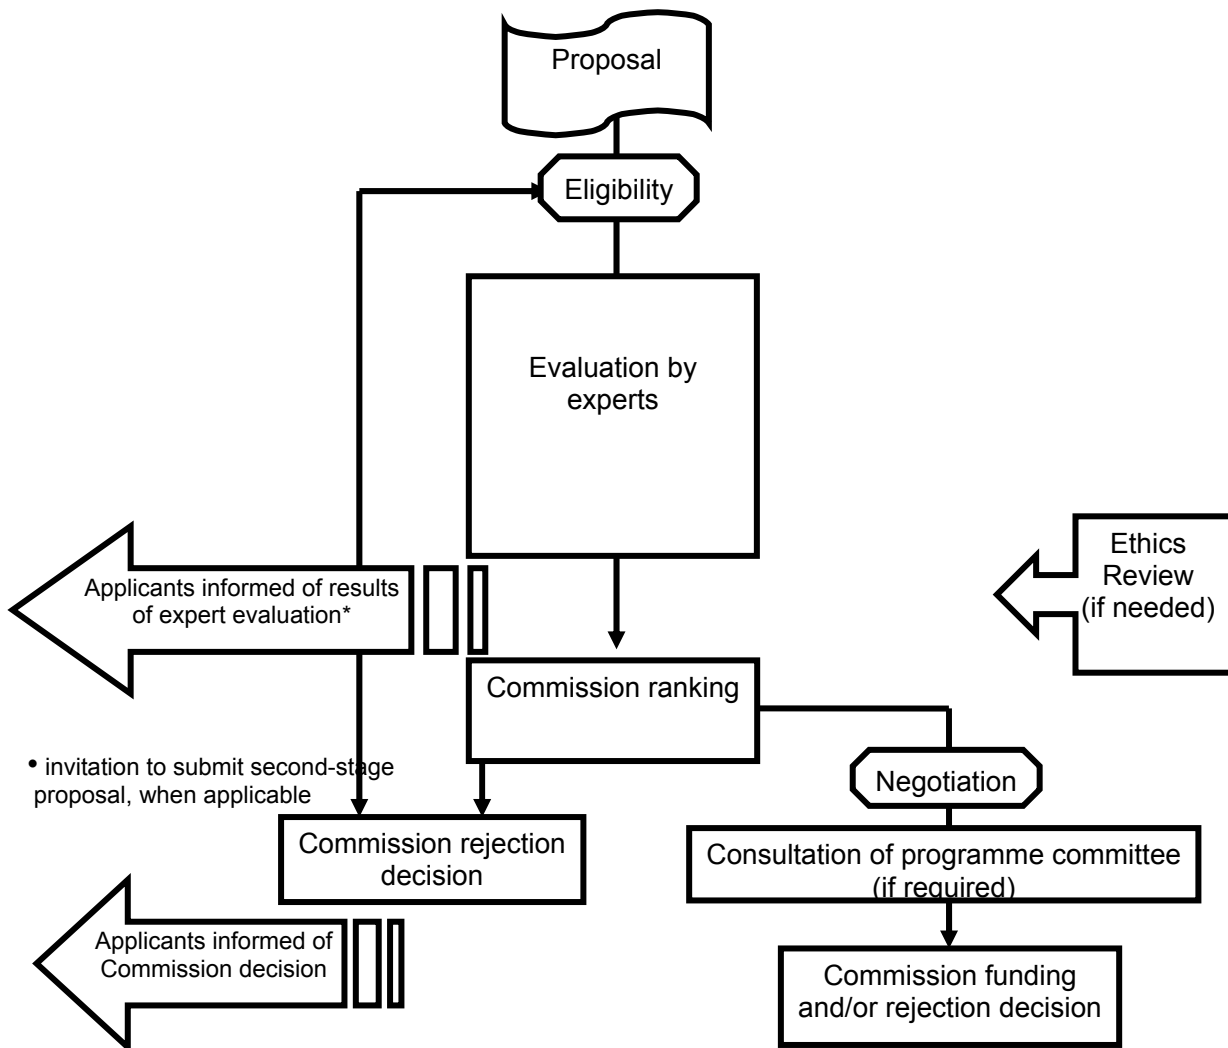 Proposal
Eligibility
Evaluation by
experts
Ethics
Review
(if needed)
Applicants informed of results
of expert evaluation*
Commission ranking
• invitation to submit second-stage
proposal, when applicable
Negotiation
Commission rejection
decision
Consultation of programme committee
(if required)
Applicants informed of
Commission decision
Commission funding
and/or rejection decision